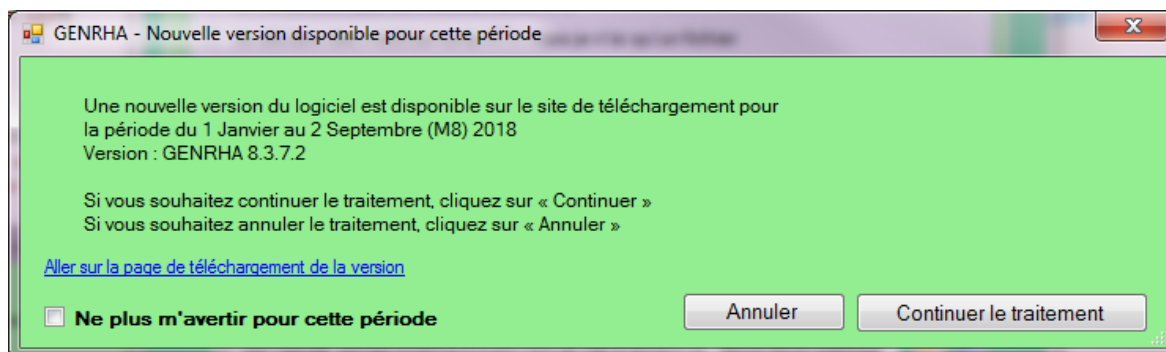 GENRHA - Nouvelle version disponible pour cette période
Une nouvelle version du logiciel est disponible sur le site de téléchargement pour
la période du 1 Janvier au 2 Septembre (M8) 2018
Version : GENRHA 8.3.7.2
Si vous souhaitez continuer le traitement, cliquez sur « Continuer »
Si vous souhaitez annuler le traitement, cliquez sur « Annuler »
Aller sur la page de téléchargement de la version
Ne plus m'avertir pour cette période
Annuler
Continuer le traitement